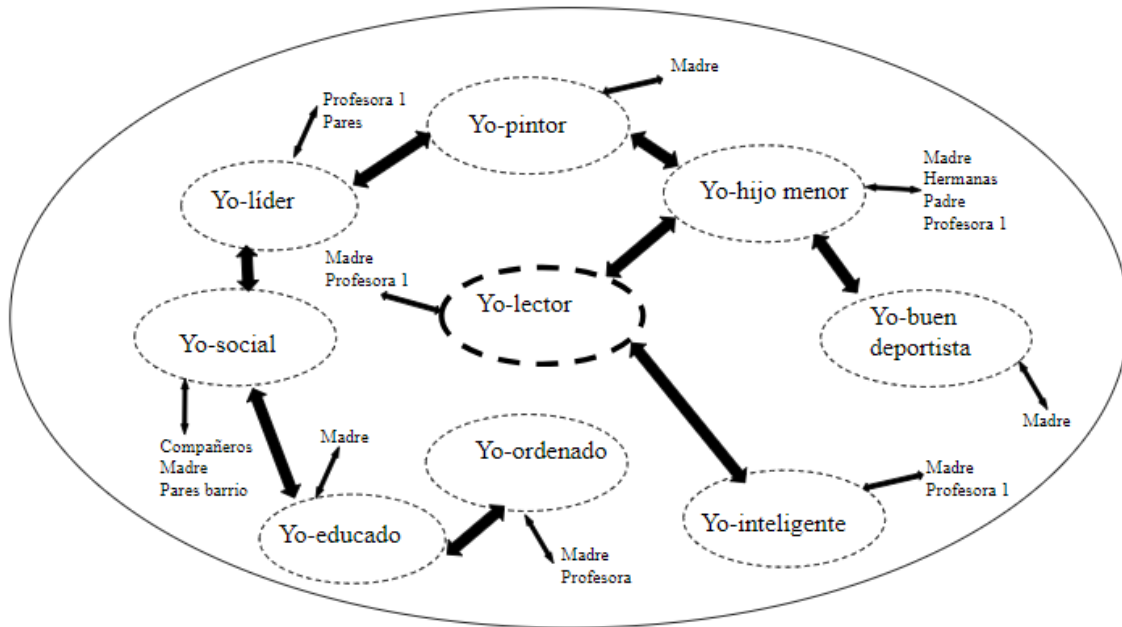 Madre
Profesora 1
Pares
Yo-pintor
Yo-líder
Yo-hijo menor
Madre
Hermanas
Padre
Profesora 1
Madre
Profesora 1
Yo-lector
Yo-social
Yo-buen
deportista
Madre
Compañeros
Madre
Pares barrio
Madre
Yo-ordenado
Yo-educado
Madre
Profesora
Yo-inteligente
Madre
Profesora 1